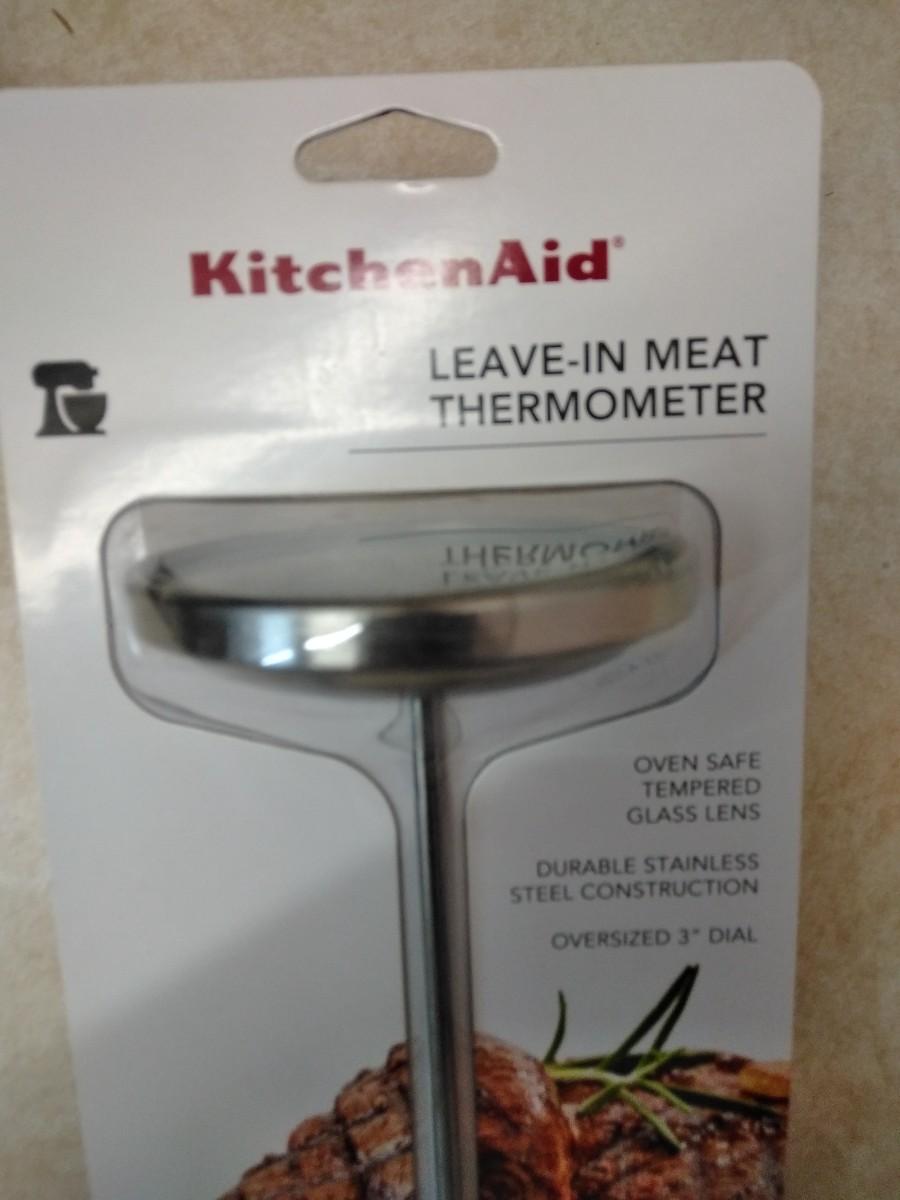 KitchenAid®
LEAVE-IN MEAT
THERMOMETER
OVEN SAFE
TEMPERED
GLASS LENS
DURABLE STAINLESS
STEEL CONSTRUCTION
OVERSIZED 3" DIAL